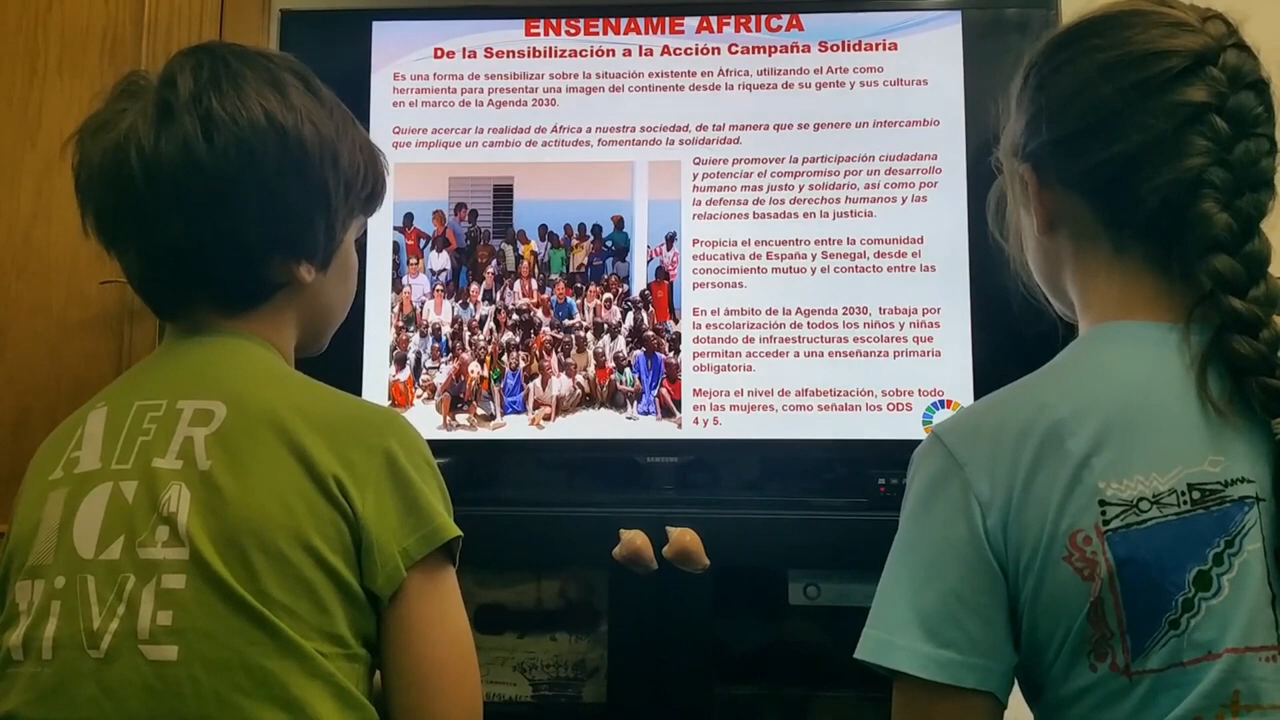 ENSÉÑAME ÁFRICA
De la Sensibilización a la Acción Campaña Solidaria
Es una forma de sensibilizar sobre la situación existente en África, utilizando el Arte como
herramienta para presentar una imagen del continente desde la riqueza de su gente y sus culturas
en el marco de la Agenda 2030.
Quiere acercar la realidad de África a nuestra sociedad, de tal manera que se genere un intercambio
que implique un cambio de actitudes, fomentando la solidaridad.
Quiere promover la participación ciudadana
y potenciar el compromiso por un desarrollo
humano mas justo y solidario, asi como por
la defensa de los derechos humanos y las
relaciones basadas en la justicia.
Propicia el encuentro entre la comunidad
educativa de España y Senegal, desde el
conocimiento mutuo y el contacto entre las
personas.
En el ámbito de la Agenda 2030, trabaja por
la escolarización de todos los niños y niñas
dotando de infraestructuras escolares que
permitan acceder a una enseñanza primaria
obligatoria.
Mejora el nivel de alfabetización, sobre todo
en las mujeres, como señalan los ODS
4 y 5.
SAMSUNG
AFR
ICA
TIVE